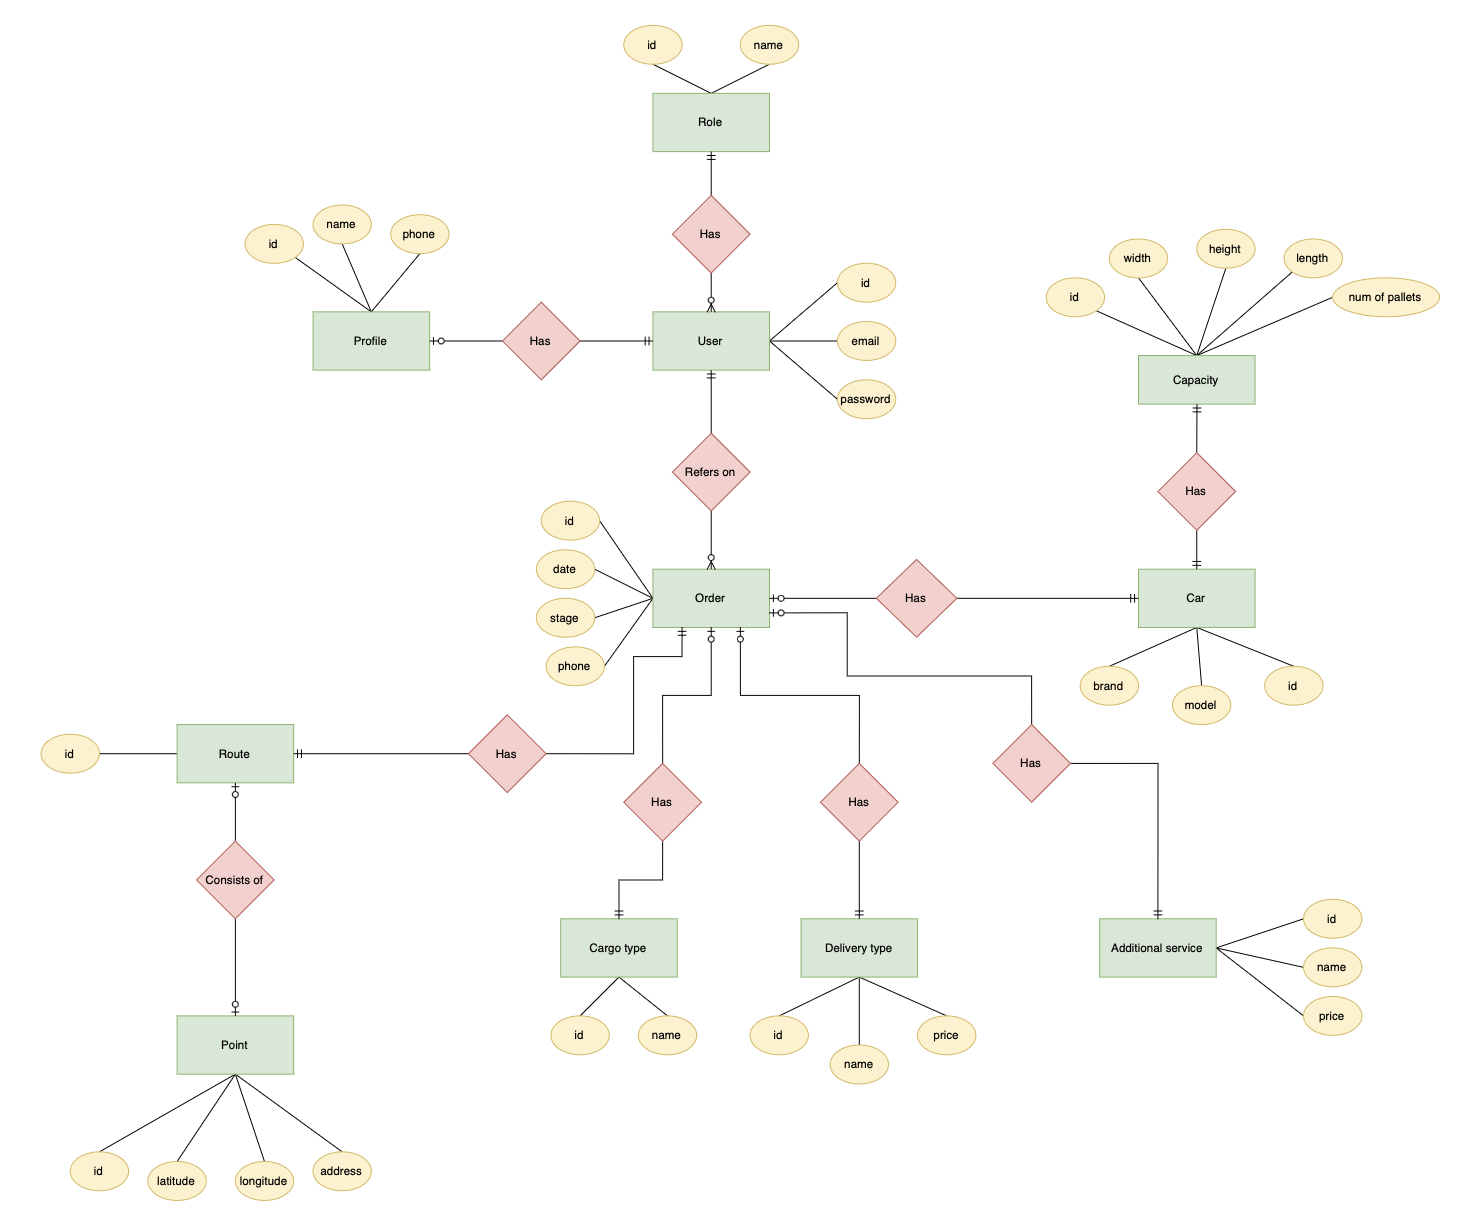 id
name
Role
Has
id
name
phone
Profile
Has
User
id
email
password
id
width
height
length
num of pallets
Capacity
Has
Refers on
id
date
stage
phone
Order
Has
Car
brand
model
id
id
Route
Has
Has
Has
Has
Consists of
Cargo type
id
name
Delivery type
id
name
price
Additional service
id
name
price
Point
id
latitude
longitude
address